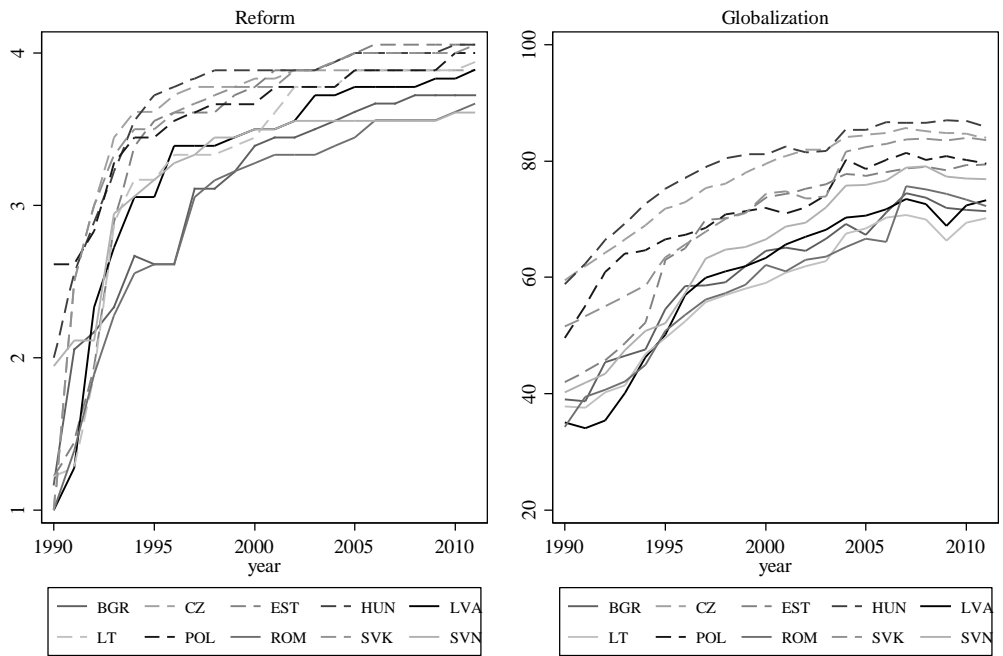 Reform
4
3
2
1
1990 1995 2000 2005 2010
year
BGR CZ EST HUN LVA
LT POL ROM SVK SVN
Globalization
100
80
60
40
20
1990 1995 2000 2005 2010
year
BGR CZ EST HUN LVA
LT POL ROM SVK SVN